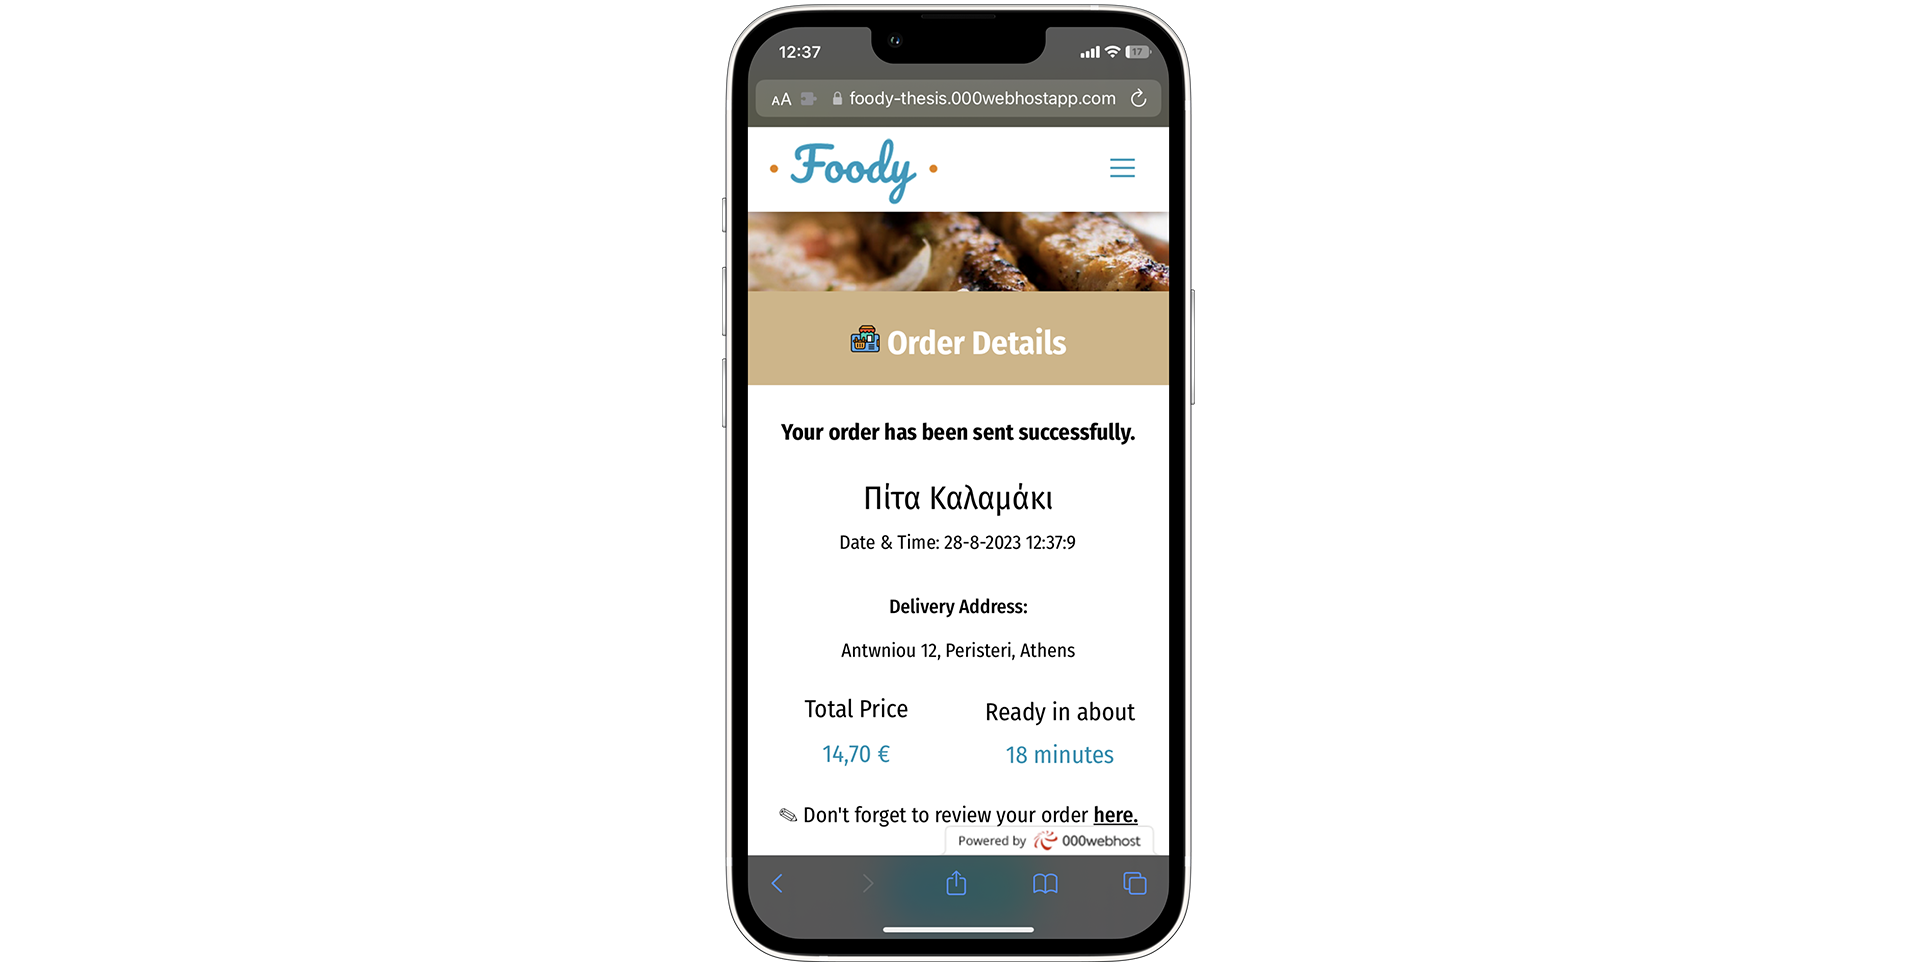 12:37
17
AA foody-thesis.000webhostapp.com
Foody
Order Details
Your order has been sent successfully.
Πίτα Καλαμάκι
Date & Time: 28-8-2023 12:37:9
Delivery Address:
Antwniou 12, Peristeri, Athens
Total Price Ready in about
14,70 € 18 minutes
Don't forget to review your order here.
Powered by 000webhost